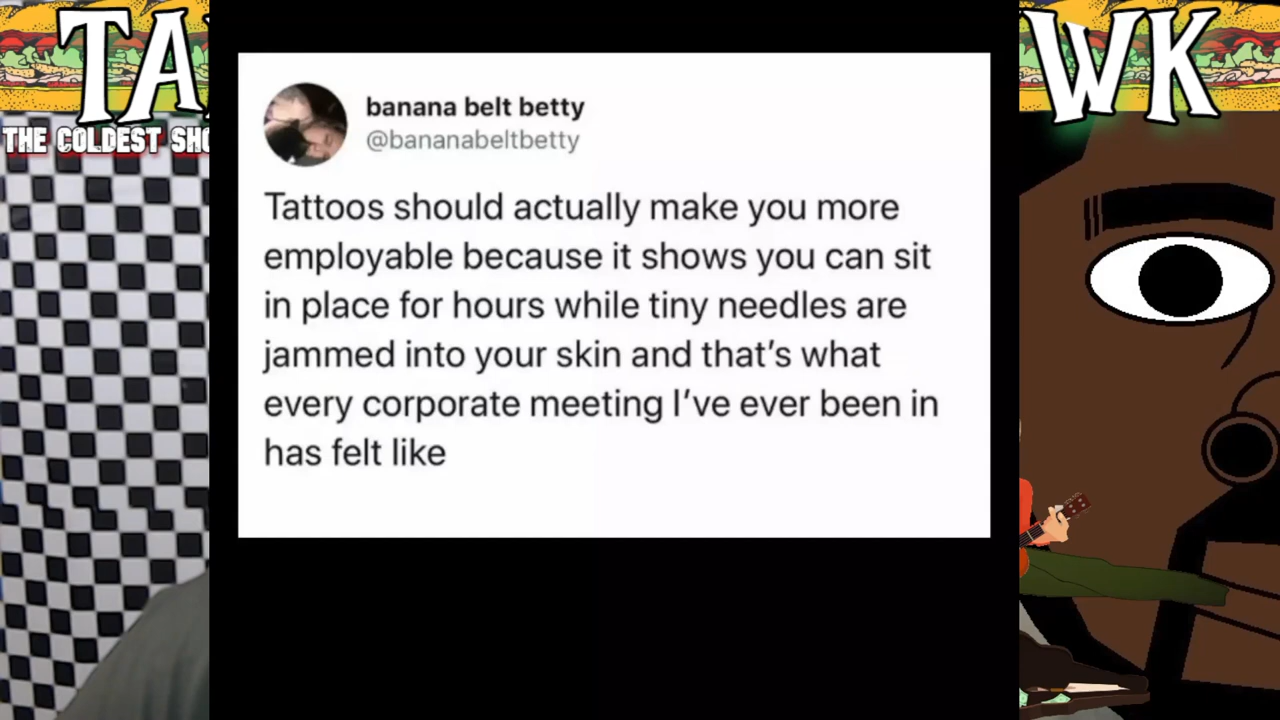 TA
WK
THE COLDEST SHO
banana belt betty
@bananabeltbetty
Tattoos should actually make you more
employable because it shows you can sit
in place for hours while tiny needles are
jammed into your skin and that's what
every corporate meeting I've ever been in
has felt like